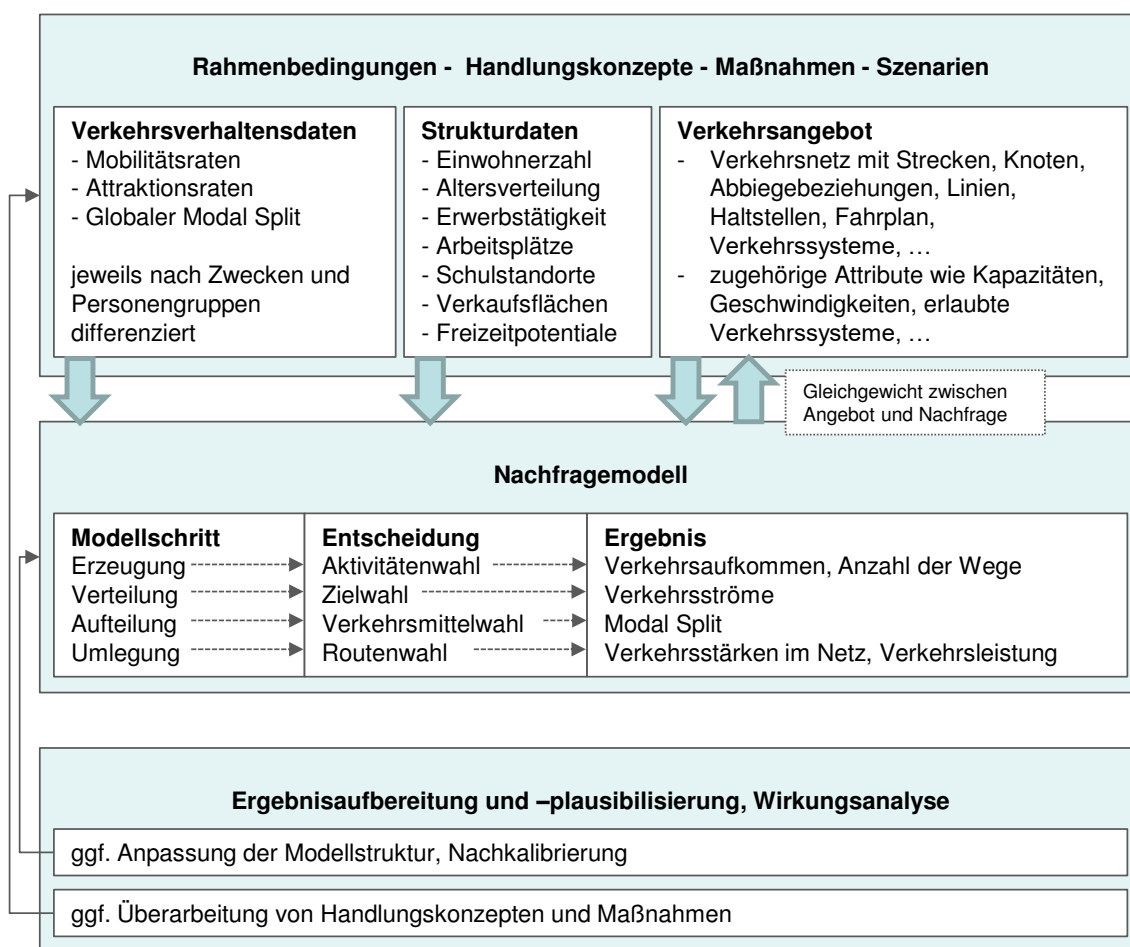 Rahmenbedingungen - Handlungskonzepte - Maßnahmen - Szenarien
Verkehrsverhaltensdaten
- Mobilitätsraten
- Attraktionsraten
- Globaler Modal Split
jeweils nach Zwecken und
Personengruppen
differenziert
Strukturdaten
- Einwohnerzahl
- Altersverteilung
- Erwerbstätigkeit
- Arbeitsplätze
- Schulstandorte
- Verkaufsflächen
- Freizeitpotentiale
Verkehrsangebot
- Verkehrsnetz mit Strecken, Knoten,
Abbiegebeziehungen, Linien,
Haltstellen, Fahrplan,
Verkehrssysteme, …
- zugehörige Attribute wie Kapazitäten,
Geschwindigkeiten, erlaubte
Verkehrssysteme, …
Gleichgewicht zwischen
Angebot und Nachfrage
Nachfragemodell
Modellschritt
Erzeugung
Verteilung
Aufteilung
Umlegung
Entscheidung
Aktivitätenwahl
Zielwahl
Verkehrsmittelwahl
Routenwahl
Ergebnis
Verkehrsaufkommen, Anzahl der Wege
Verkehrsströme
Modal Split
Verkehrsstärken im Netz, Verkehrsleistung
Ergebnisaufbereitung und –plausibilisierung, Wirkungsanalyse
ggf. Anpassung der Modellstruktur, Nachkalibrierung
ggf. Überarbeitung von Handlungskonzepten und Maßnahmen